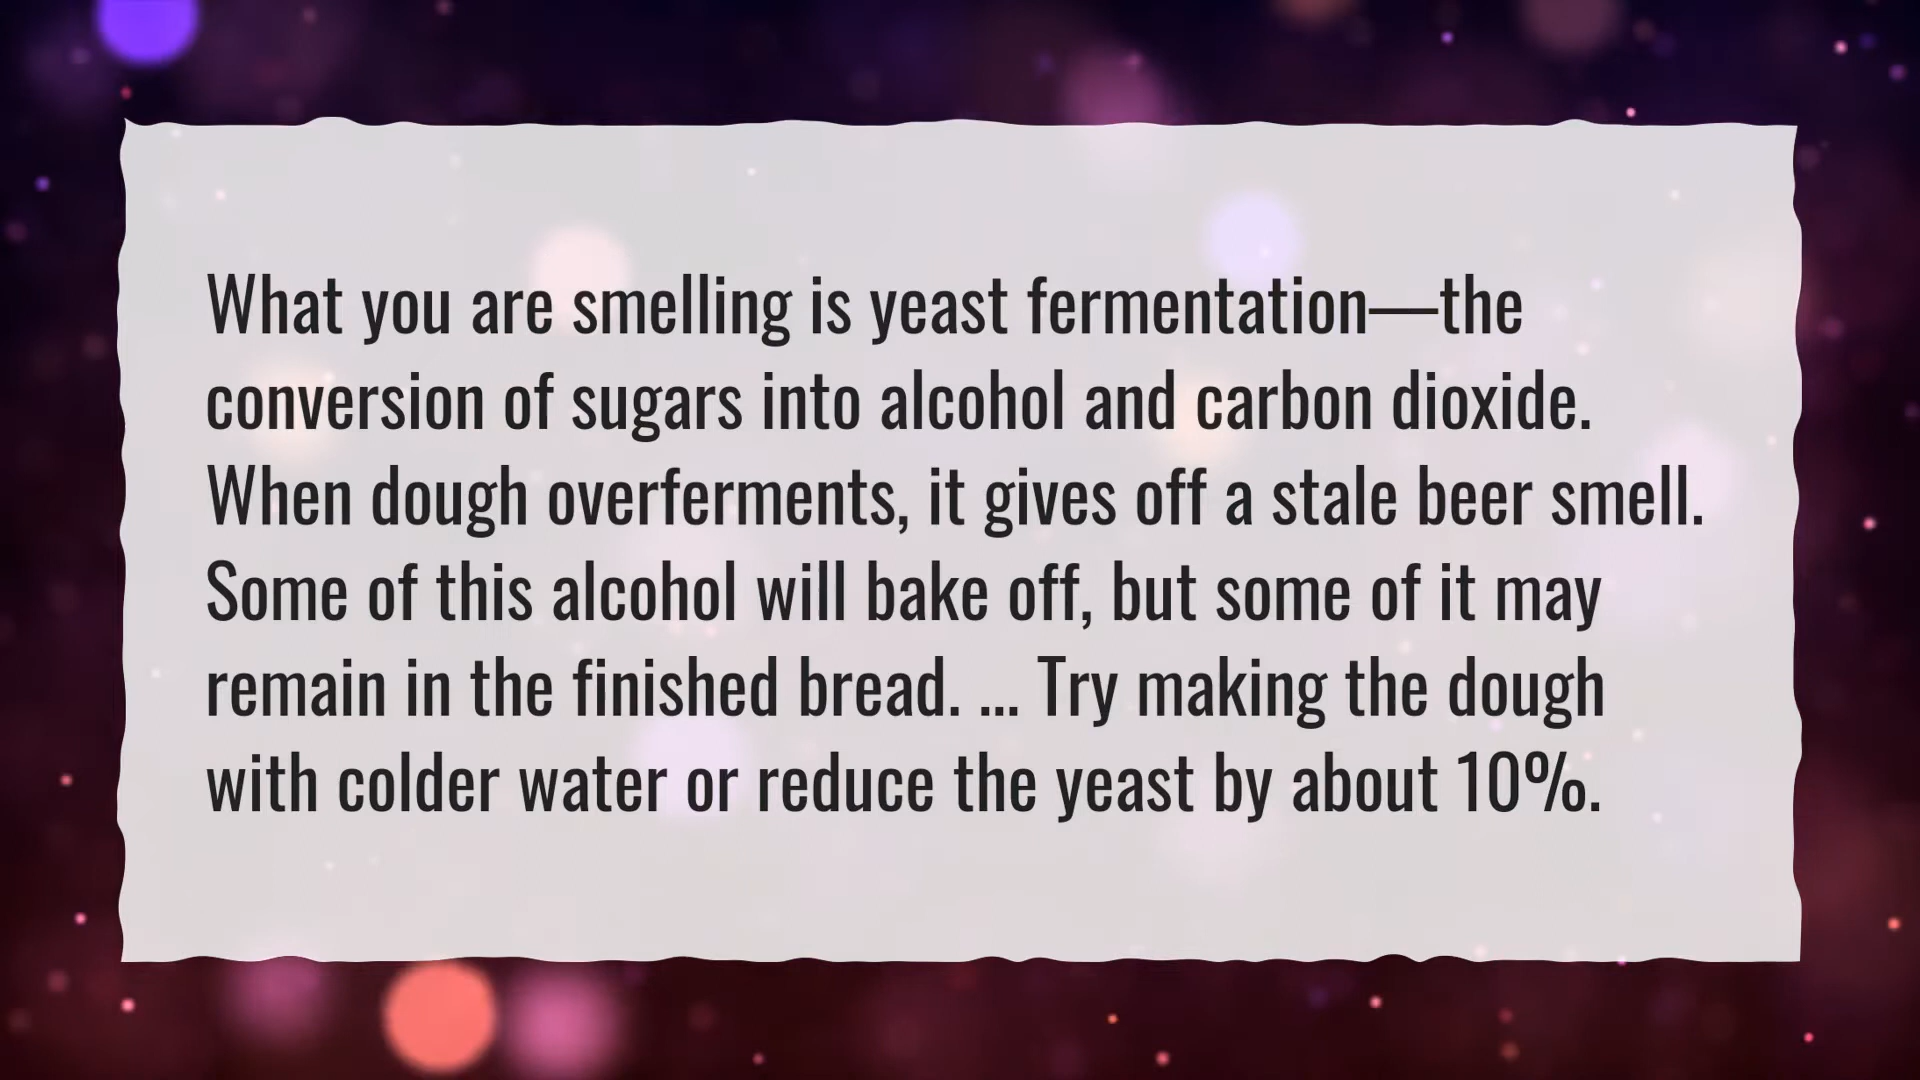 What you are smelling is yeast fermentation—the
conversion of sugars into alcohol and carbon dioxide.
When dough overferments, it gives off a stale beer smell.
Some of this alcohol will bake off, but some of it may
remain in the finished bread. ... Try making the dough
with colder water or reduce the yeast by about 10%.